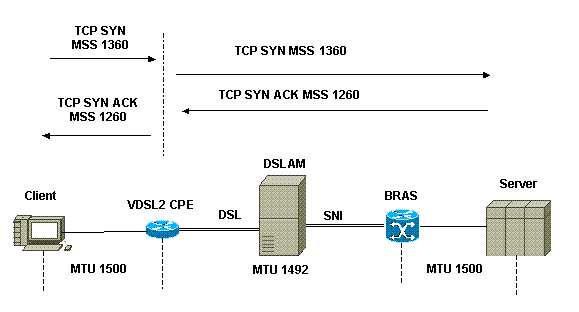 TCP SYN
MSS 1360
TCP SYN MSS 1360
TCP SYN ACK
MSS 1260
TCP SYN ACK MSS 1260
DSLAM
Client
VDSL2 CPE
DSL
SNI
BRAS
Server
MTU 1500
MTU 1492
MTU 1500